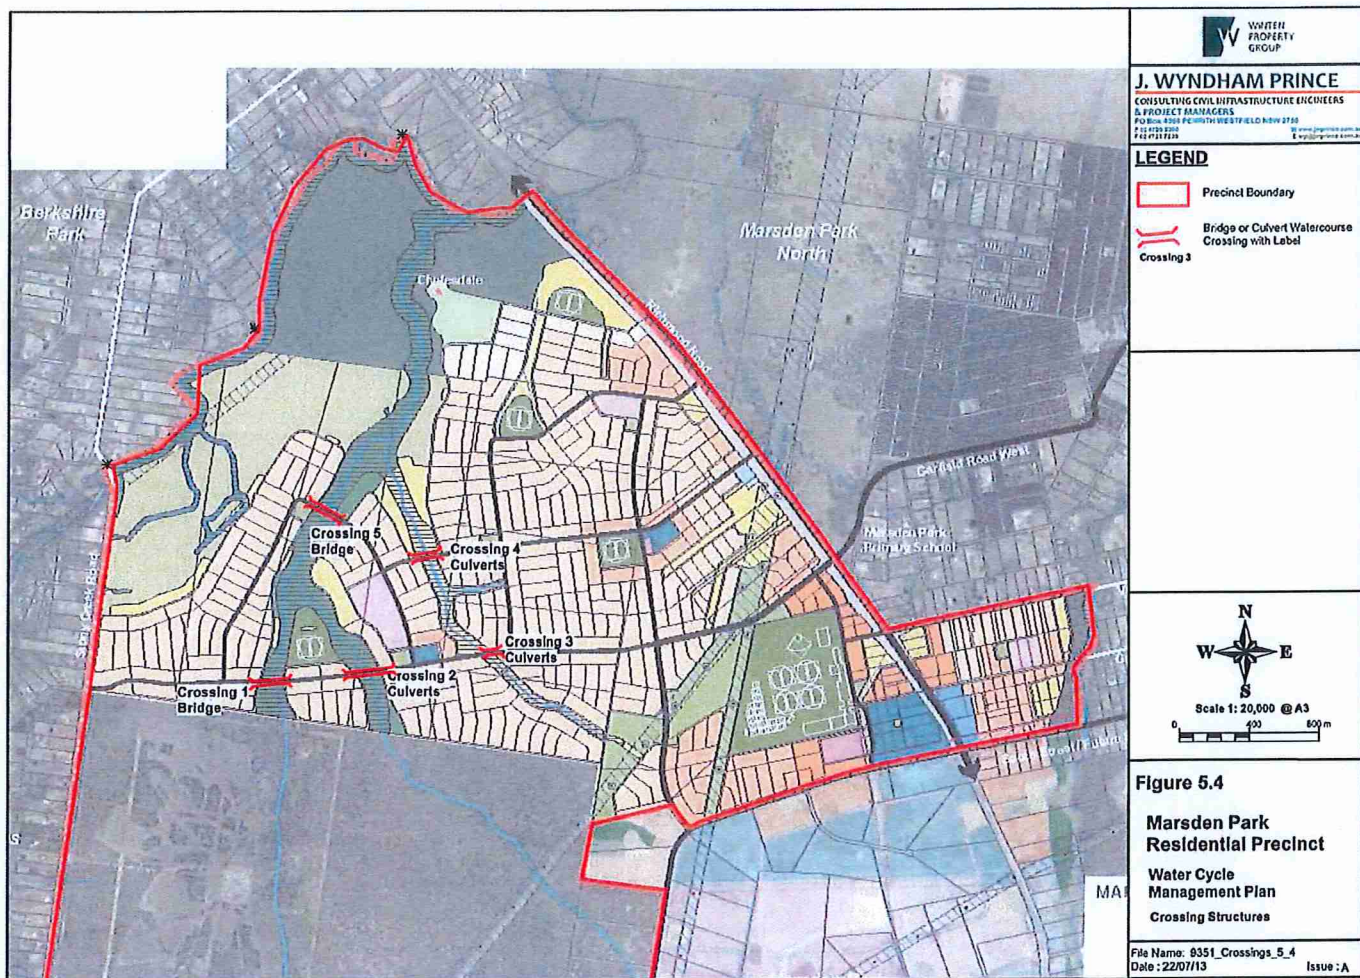 WINTEN
PROPERTY
GROUP
J. WYNDHAM PRINCE
CONSULTING CIVIL INFRASTRUCTURE ENGINEERS
& PROJECT MANAGERS
LEGEND
Precinct Boundary
Bridge or Culvert Watercourse
Crossing with Label
Crossing 3
Berkshire
Park
Marsden Park
North
Richmond Road
Garfield Road West
Marsden Park
Primary School
Crossing 5
Bridge
Crossing 4
Culverts
Crossing 3
Culverts
Crossing 2
Culverts
Crossing 1
Bridge
MA
N
W
E
S
Scale 1: 20,000 @ A3
0
400
800 m
Figure 5.4
Marsden Park
Residential Precinct
Water Cycle
Management Plan
Crossing Structures
File Name: 9351_Crossings_5_4
Date : 22/07/13
Issue : A